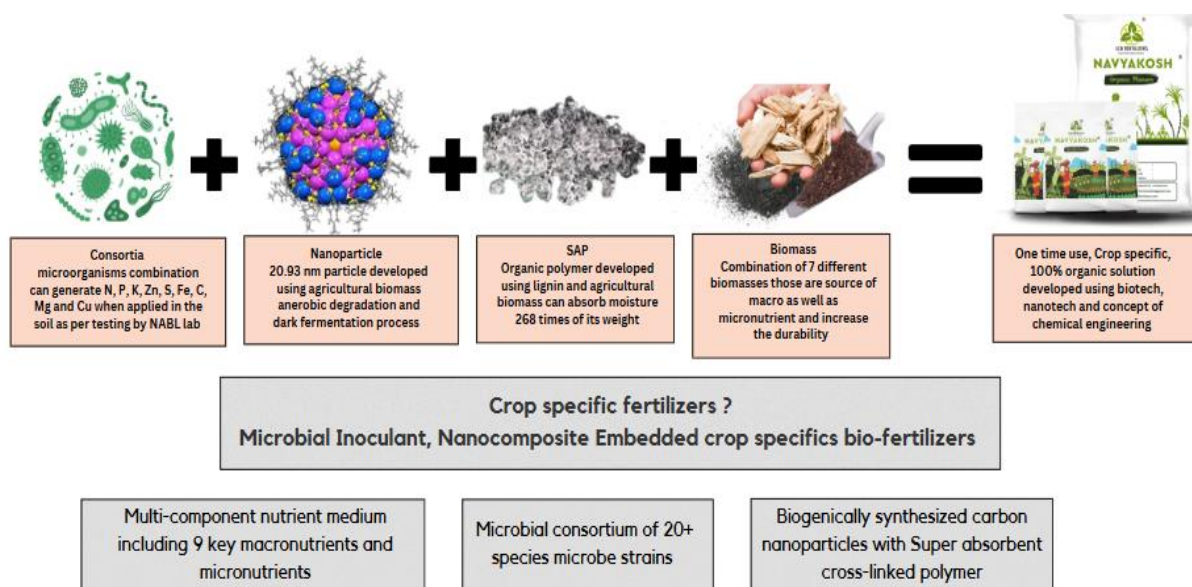 LCB FERTILIZERS
NAVYAKOSH
Organic Manure
NAVYAKOSH
Consortia
microorganisms combination
can generate N, P, K, Zn, S, Fe, C,
Mg and Cu when applied in the
soil as per testing by NABL lab
Nanoparticle
20.93 nm particle developed
using agricultural biomass
anerobic degradation and
dark fermentation process
SAP
Organic polymer developed
using lignin and agricultural
biomass can absorb moisture
268 times of its weight
Biomass
Combination of 7 different
biomasses those are source of
macro as well as
micronutrient and increase
the durability
One time use, Crop specific,
100% organic solution
developed using biotech,
nanotech and concept of
chemical engineering
Crop specific fertilizers ?
Microbial Inoculant, Nanocomposite Embedded crop specifics bio-fertilizers
Multi-component nutrient medium
including 9 key macronutrients and
micronutrients
Microbial consortium of 20+
species microbe strains
Biogenically synthesized carbon
nanoparticles with Super absorbent
cross-linked polymer